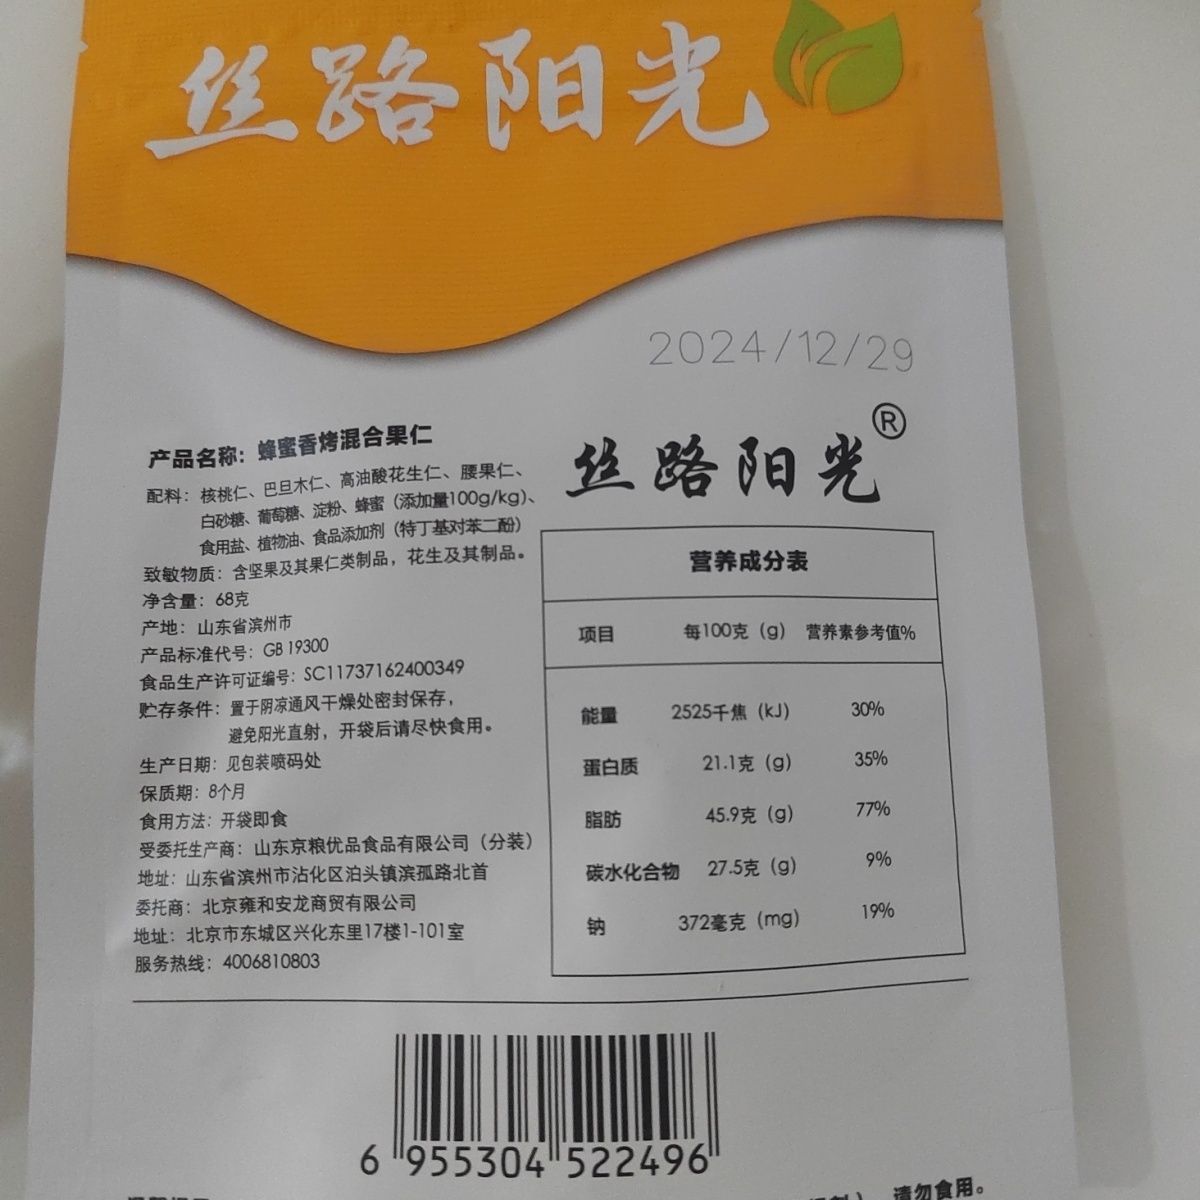 丝路阳光
2024/12/29
丝路阳光®
产品名称：蜂蜜香烤混合果仁
配料：核桃仁、巴旦木仁、高油酸花生仁、腰果仁、
白砂糖、葡萄糖、淀粉、蜂蜜（添加量100g/kg）、
食用盐、植物油、食品添加剂（特丁基对苯二酚）
致敏物质：含坚果及其果仁类制品，花生及其制品。
净含量：68克
产地：山东省滨州市
产品标准代号：GB 19300
食品生产许可证编号：SC11737162400349
贮存条件：置于阴凉通风干燥处密封保存，
避免阳光直射，开袋后请尽快食用。
生产日期：见包装喷码处
保质期：8个月
食用方法：开袋即食
受委托生产商：山东京粮优品食品有限公司（分装）
地址：山东省滨州市沾化区泊头镇滨孤路北首
委托商：北京雍和安龙商贸有限公司
地址：北京市东城区兴化东里17楼1-101室
服务热线：4006810803
营养成分表
项目 每100克（g） 营养素参考值%
能量 2525千焦（kJ） 30%
蛋白质 21.1克（g） 35%
脂肪 45.9克（g） 77%
碳水化合物 27.5克（g） 9%
钠 372毫克（mg） 19%
6 955304 522496
请勿食用。